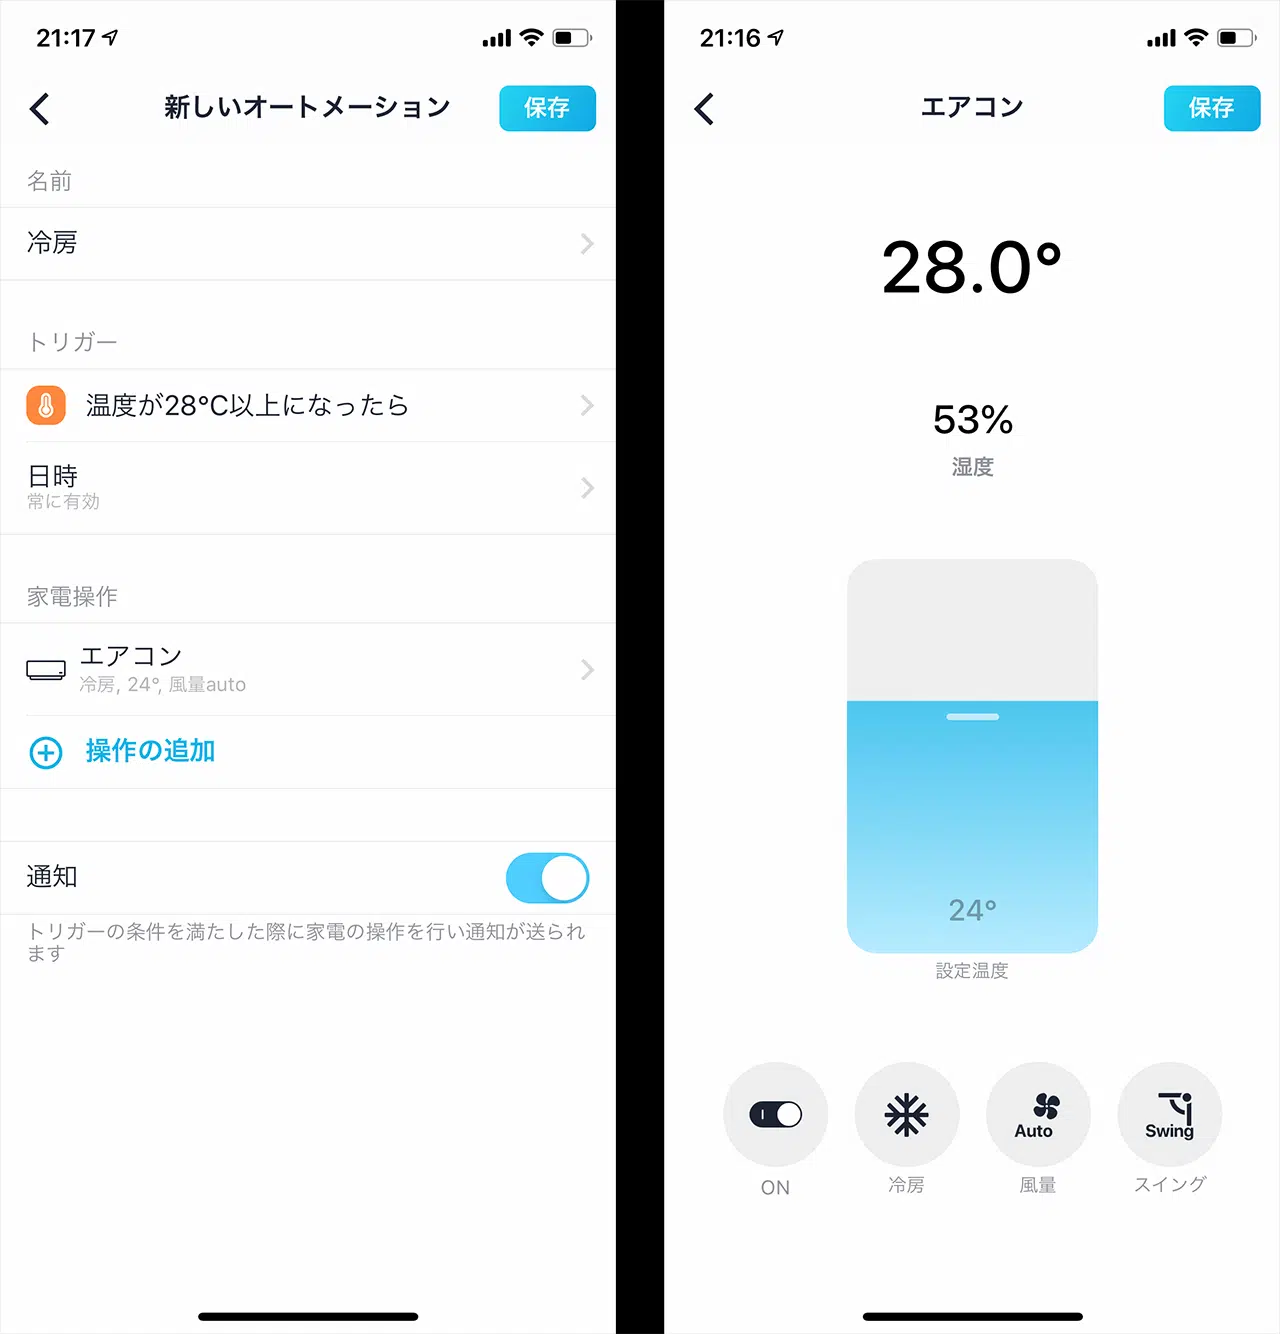 21:17
新しいオートメーション
保存
名前
冷房
トリガー
温度が28°C以上になったら
日時
常に有効
家電操作
エアコン
冷房, 24°, 風量auto
操作の追加
通知
トリガーの条件を満たした際に家電の操作を行い通知が送られ
ます
21:16
エアコン
保存
28.0°
53%
湿度
24°
設定温度
ON
冷房
Auto
風量
Swing
スイング